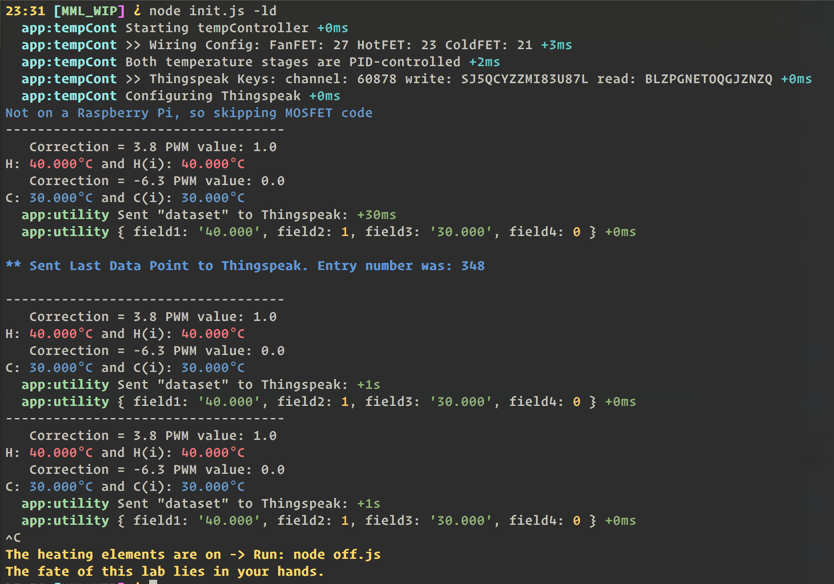 23:31 [MML_WIP] ¿ node init.js -ld
app:tempCont Starting tempController +0ms
app:tempCont >> Wiring Config: FanFET: 27 HotFET: 23 ColdFET: 21 +3ms
app:tempCont Both temperature stages are PID-controlled +2ms
app:tempCont >> Thingspeak Keys: channel: 60878 write: SJ5QCYZZMI83U87L read: BLZPGNETOQGJZNZQ +0ms
app:tempCont Configuring Thingspeak +0ms
Not on a Raspberry Pi, so skipping MOSFET code
-----------------------------------
Correction = 3.8 PWM value: 1.0
H: 40.000°C and H(i): 40.000°C
Correction = -6.3 PWM value: 0.0
C: 30.000°C and C(i): 30.000°C
app:utility Sent "dataset" to Thingspeak: +30ms
app:utility { field1: '40.000', field2: 1, field3: '30.000', field4: 0 } +0ms
** Sent Last Data Point to Thingspeak. Entry number was: 348
-----------------------------------
Correction = 3.8 PWM value: 1.0
H: 40.000°C and H(i): 40.000°C
Correction = -6.3 PWM value: 0.0
C: 30.000°C and C(i): 30.000°C
app:utility Sent "dataset" to Thingspeak: +1s
app:utility { field1: '40.000', field2: 1, field3: '30.000', field4: 0 } +0ms
-----------------------------------
Correction = 3.8 PWM value: 1.0
H: 40.000°C and H(i): 40.000°C
Correction = -6.3 PWM value: 0.0
C: 30.000°C and C(i): 30.000°C
app:utility Sent "dataset" to Thingspeak: +1s
app:utility { field1: '40.000', field2: 1, field3: '30.000', field4: 0 } +0ms
^C
The heating elements are on -> Run: node off.js
The fate of this lab lies in your hands.